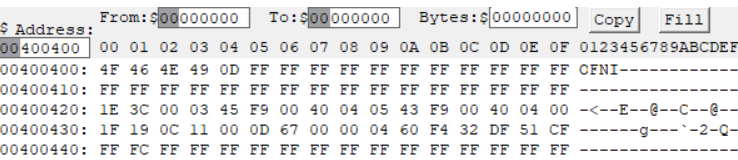 From:$00000000 To:$00000000 Bytes:$00000000 Copy Fill
$ Address:
00400400 00 01 02 03 04 05 06 07 08 09 0A 0B 0C 0D 0E 0F 0123456789ABCDEF
00400400: 4F 46 4E 49 0D FF FF FF FF FF FF FF FF FF FF FF OFNI------------
00400410: FF FF FF FF FF FF FF FF FF FF FF FF FF FF FF FF ----------------
00400420: 1E 3C 00 03 45 F9 00 40 04 05 43 F9 00 40 04 00 -<--E--@--C--@--
00400430: 1F 19 0C 11 00 0D 67 00 00 04 60 F4 32 DF 51 CF ------g---`-2-Q-
00400440: FF FC FF FF FF FF FF FF FF FF FF FF FF FF FF FF ----------------